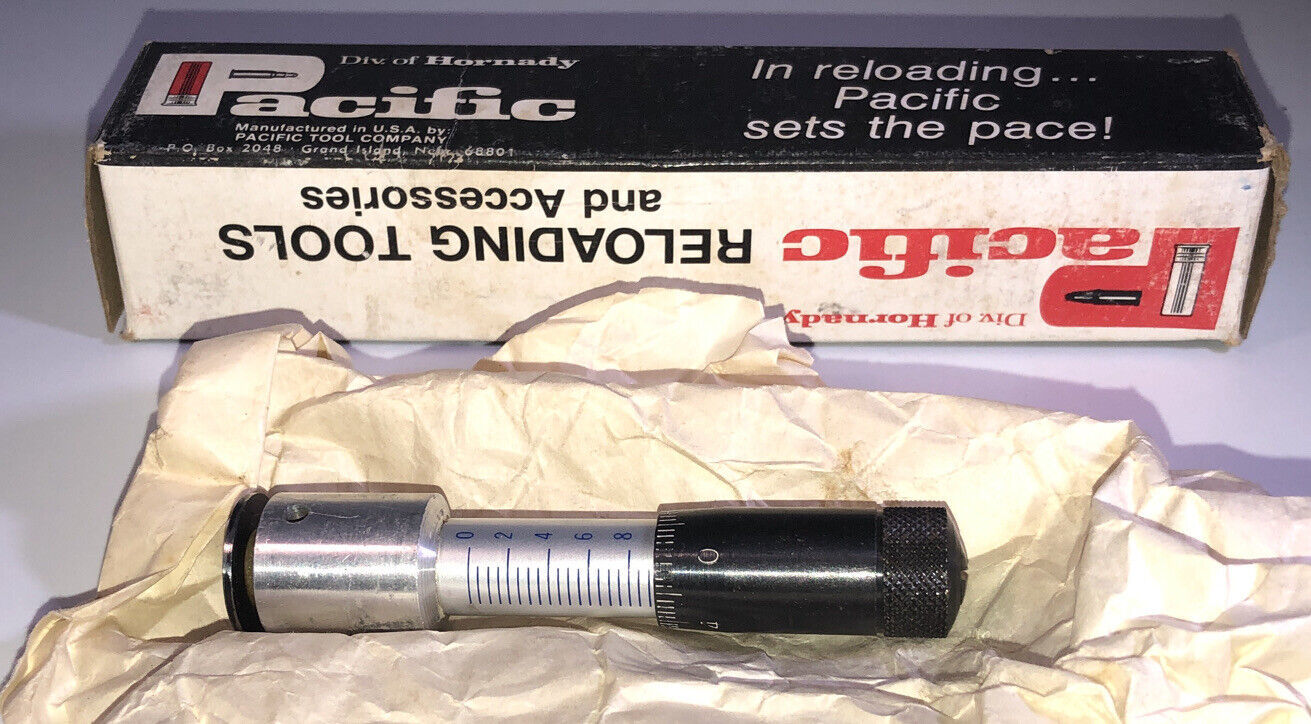 Div. of Hornady
Pacific
Manufactured in U.S.A. by:
PACIFIC TOOL COMPANY
P.O. Box 2048 · Grand Island, Nebr. 68801
In reloading...
Pacific
sets the pace!
Div. of Hornady
Pacific
RELOADING TOOLS
and Accessories
0 2 4 6 8
0